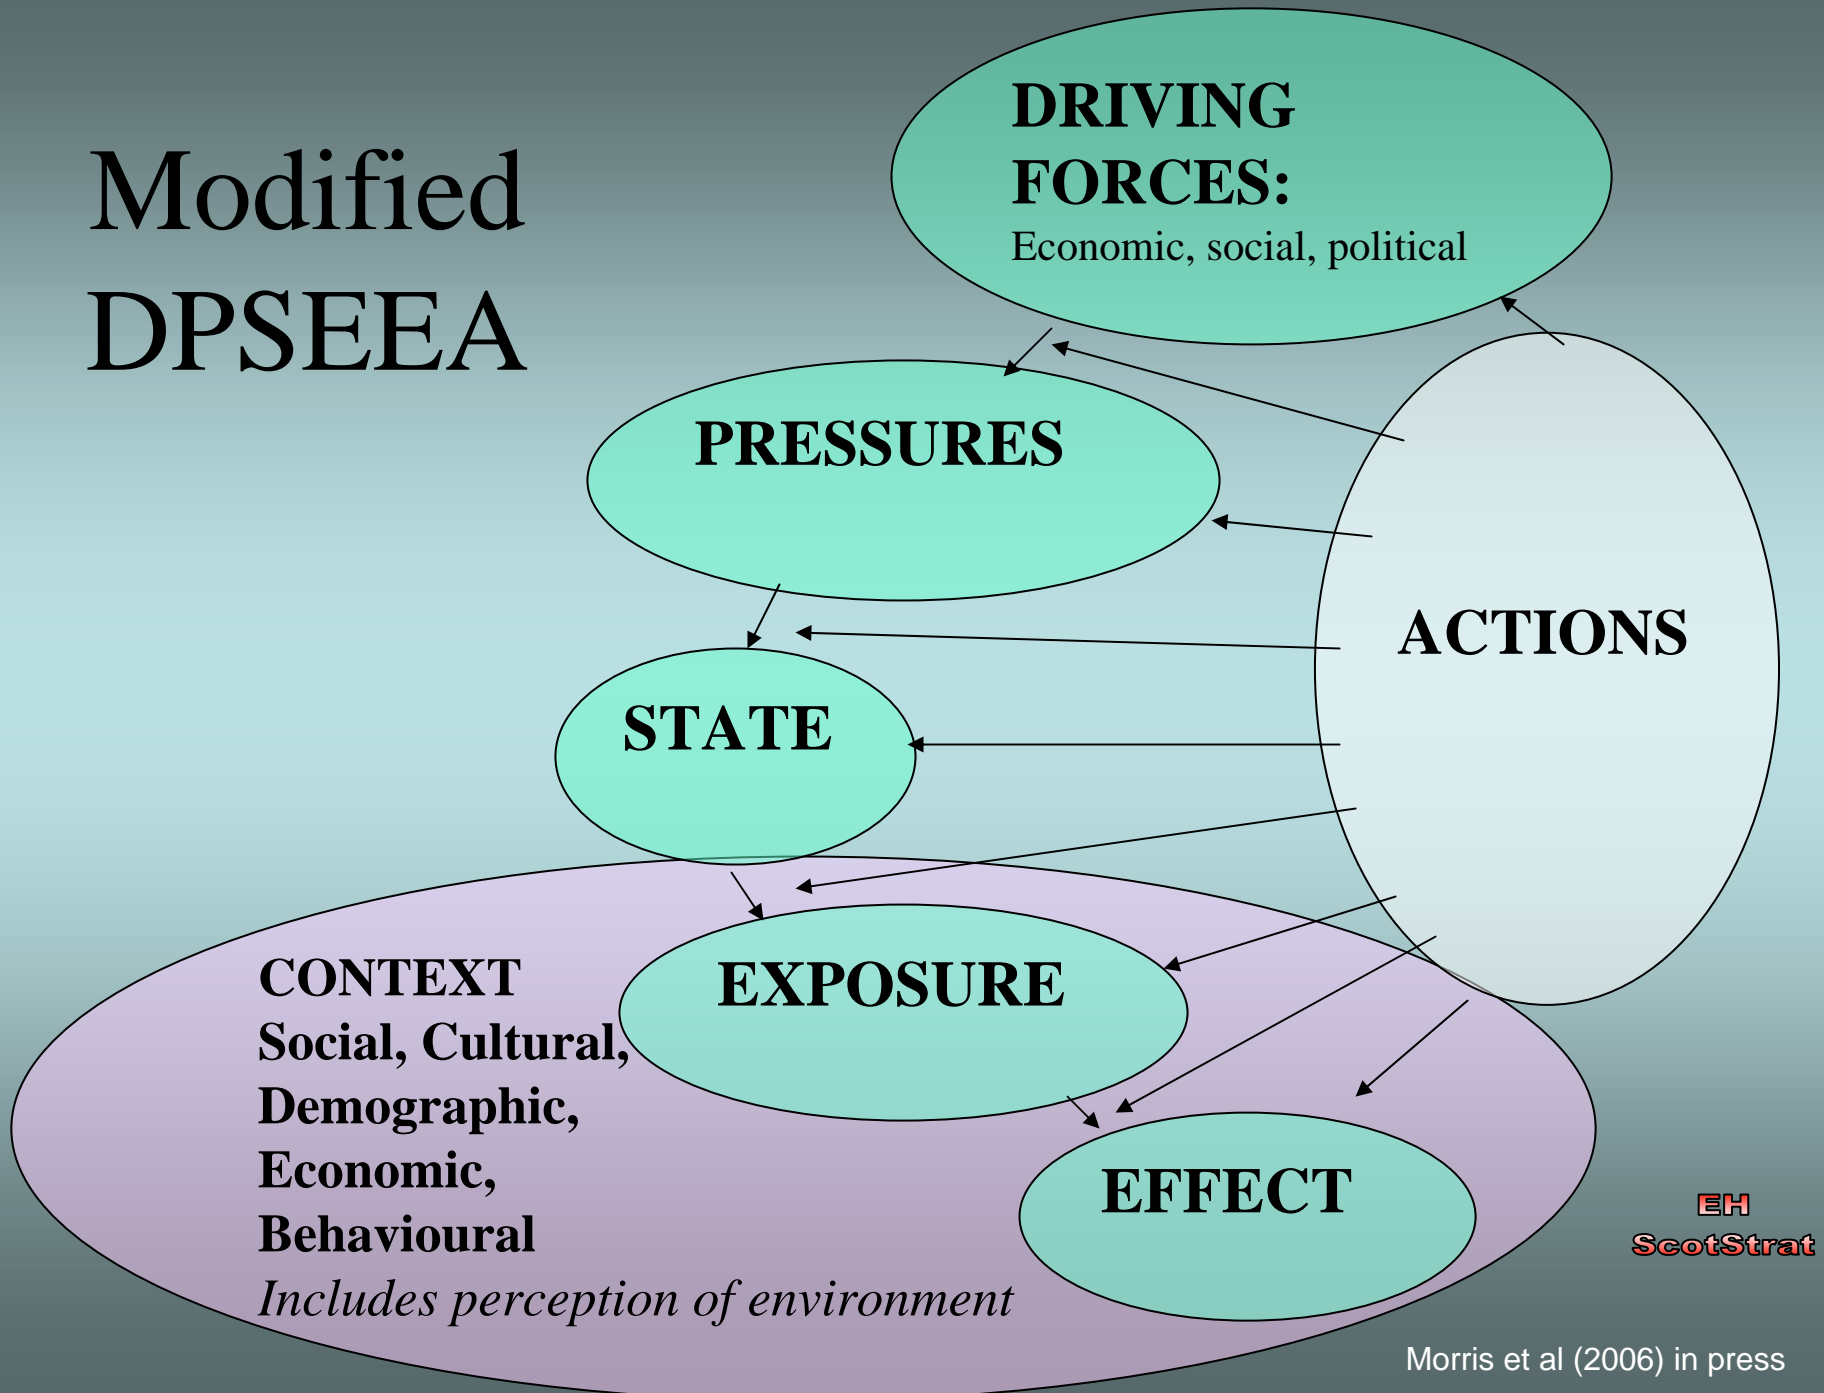 Modified
DPSEEA
DRIVING
FORCES:
Economic, social, political
PRESSURES
ACTIONS
STATE
EXPOSURE
CONTEXT
Social, Cultural,
Demographic,
Economic,
Behavioural
Includes perception of environment
EFFECT
EH
ScotStrat
Morris et al (2006) in press